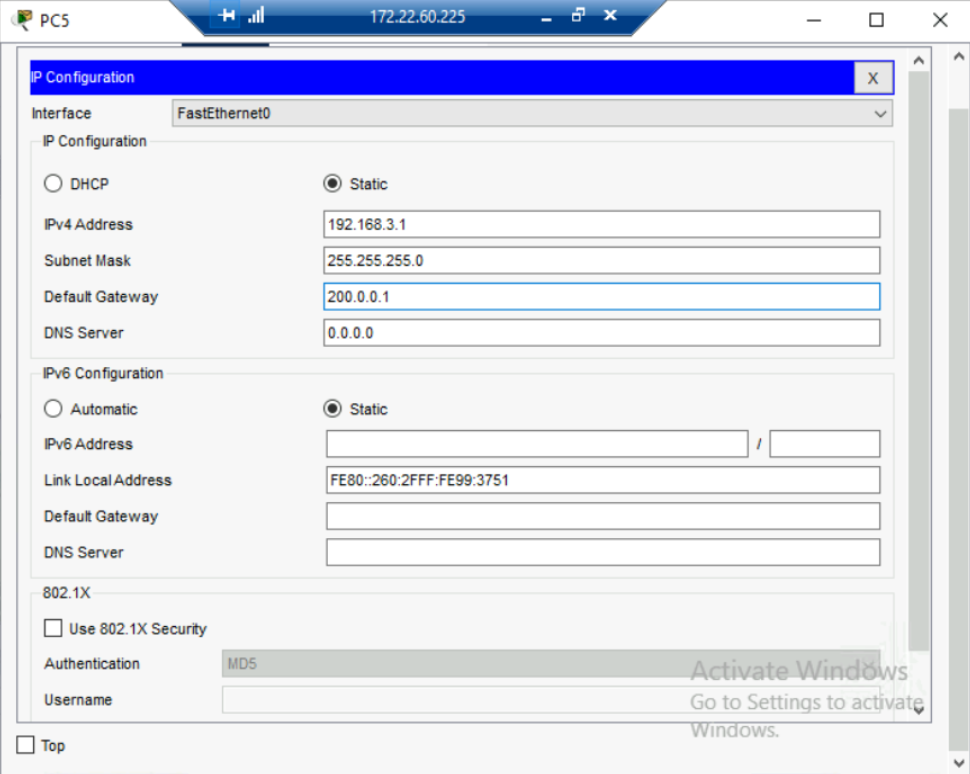 PC5
172.22.60.225
IP Configuration
X
Interface
FastEthernet0
IP Configuration
DHCP
Static
IPv4 Address
192.168.3.1
Subnet Mask
255.255.255.0
Default Gateway
200.0.0.1
DNS Server
0.0.0.0
IPv6 Configuration
Automatic
Static
IPv6 Address
/
Link Local Address
FE80::260:2FFF:FE99:3751
Default Gateway
DNS Server
802.1X
Use 802.1X Security
Authentication
MD5
Username
Activate Windows
Go to Settings to activate
Windows.
Top